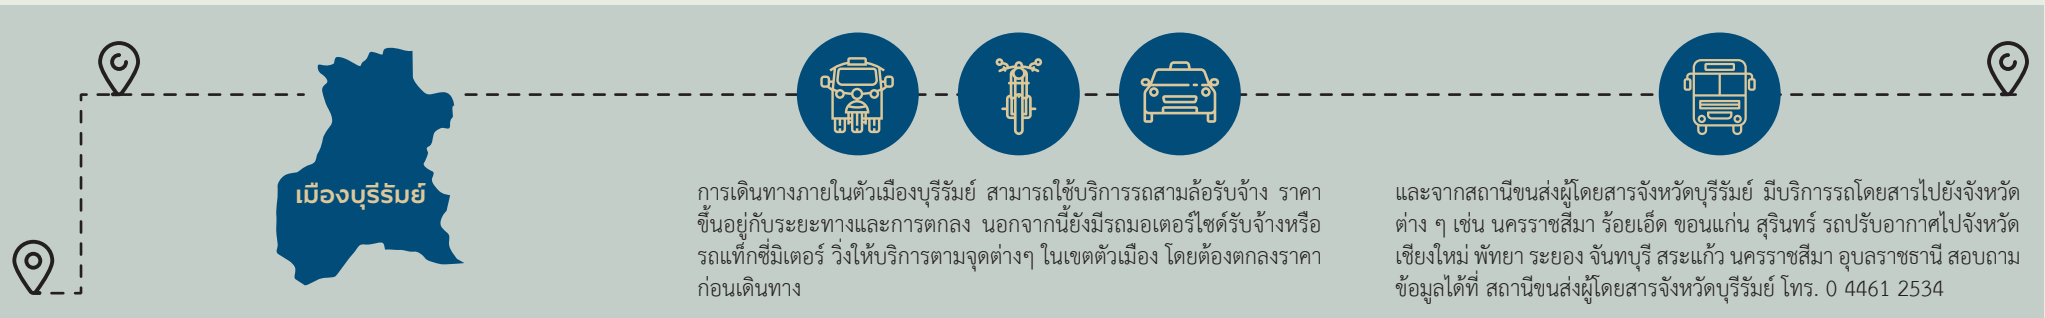 เมืองบุรีรัมย์
การเดินทางภายในตัวเมืองบุรีรัมย์ สามารถใช้บริการรถสามล้อรับจ้าง ราคา
ขึ้นอยู่กับระยะทางและการตกลง นอกจากนี้ยังมีรถมอเตอร์ไซด์รับจ้างหรือ
รถแท็กซี่มิเตอร์ วิ่งให้บริการตามจุดต่างๆ ในเขตตัวเมือง โดยต้องตกลงราคา
ก่อนเดินทาง
และจากสถานีขนส่งผู้โดยสารจังหวัดบุรีรัมย์ มีบริการรถโดยสารไปยังจังหวัด
ต่าง ๆ เช่น นครราชสีมา ร้อยเอ็ด ขอนแก่น สุรินทร์ รถปรับอากาศไปจังหวัด
เชียงใหม่ พัทยา ระยอง จันทบุรี สระแก้ว นครราชสีมา อุบลราชธานี สอบถาม
ข้อมูลได้ที่ สถานีขนส่งผู้โดยสารจังหวัดบุรีรัมย์ โทร. 0 4461 2534